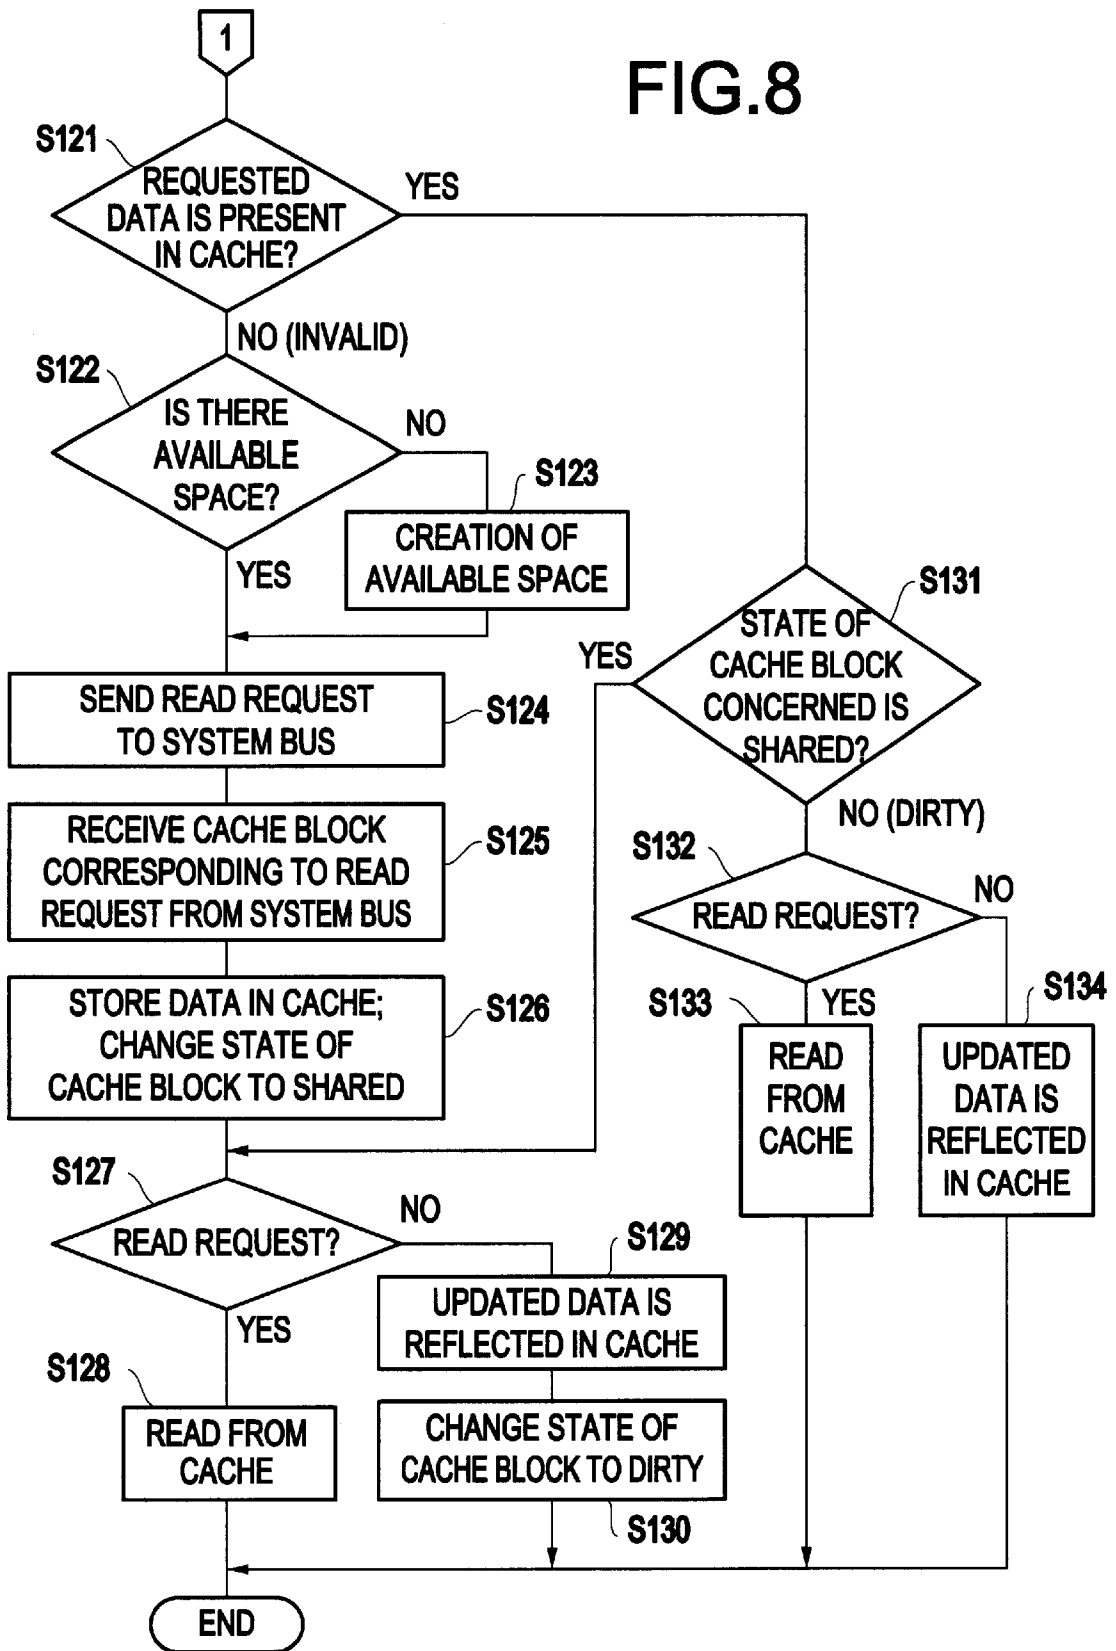 1
FIG.8
S121
REQUESTED
DATA IS PRESENT
IN CACHE?
YES
NO (INVALID)
S122
IS THERE
AVAILABLE
SPACE?
NO
YES
S123
CREATION OF
AVAILABLE SPACE
S124
SEND READ REQUEST
TO SYSTEM BUS
S125
RECEIVE CACHE BLOCK
CORRESPONDING TO READ
REQUEST FROM SYSTEM BUS
S126
STORE DATA IN CACHE;
CHANGE STATE OF
CACHE BLOCK TO SHARED
S127
READ REQUEST?
NO
YES
S128
READ FROM
CACHE
S129
UPDATED DATA IS
REFLECTED IN CACHE
CHANGE STATE OF
CACHE BLOCK TO DIRTY
S130
S131
STATE OF
CACHE BLOCK
CONCERNED IS
SHARED?
YES
NO (DIRTY)
S132
READ REQUEST?
NO
YES
S133
READ
FROM
CACHE
S134
UPDATED
DATA IS
REFLECTED
IN CACHE
END